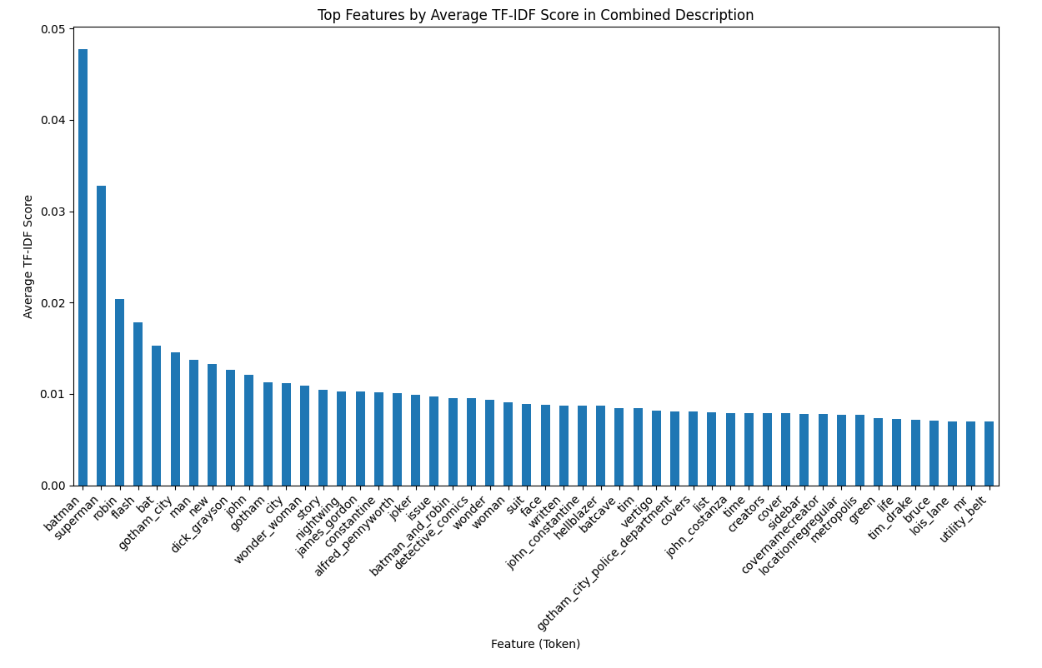 Top Features by Average TF-IDF Score in Combined Description
Average TF-IDF Score
0.05
0.04
0.03
0.02
0.01
0.00
batman
superman
robin
flash
bat
gotham_city
man
new
dick_grayson
john
gotham
city
wonder_woman
story
nightwing
james_gordon
constantine
alfred_pennyworth
joker
issue
batman_and_robin
detective_comics
wonder
woman
suit
face
written
john_constantine
hellblazer
batcave
tim
vertigo
gotham_city_police_department
covers
list
john_costanza
time
creators
cover
sidebar
covernamecreator
locationregregular
metropolis
green
life
tim_drake
bruce
lois_lane
mr
utility_belt
Feature (Token)